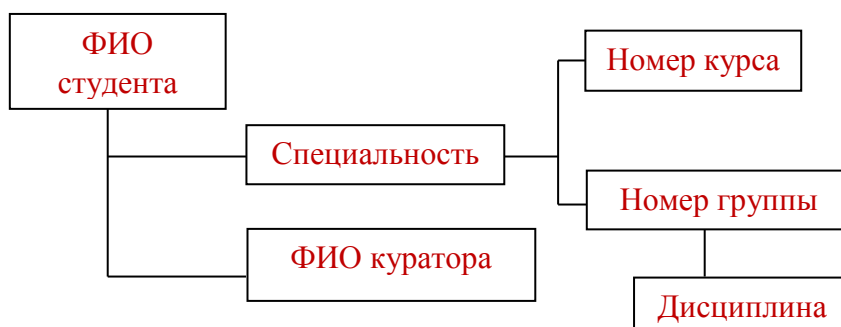 ФИО
студента
Номер курса
Специальность
Номер группы
ФИО куратора
Дисциплина